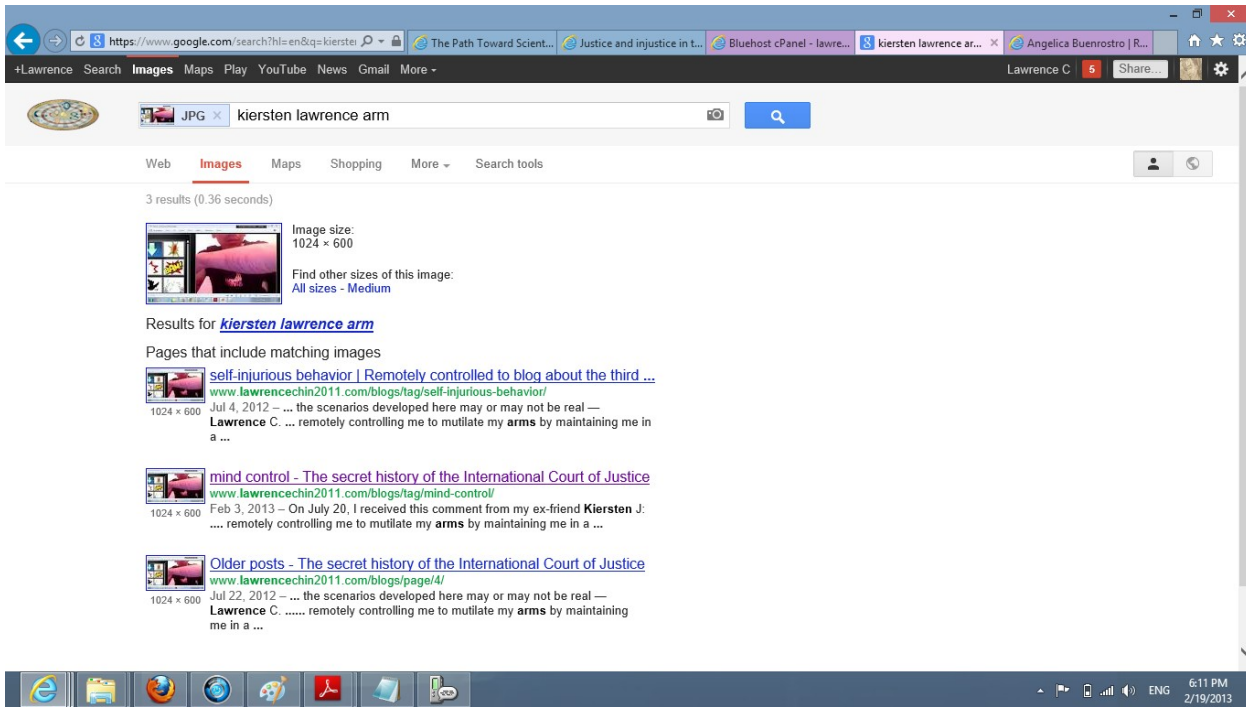 https://www.google.com/search?hl=en&q=kierster
The Path Toward Scient...
Justice and injustice in t...
Bluehost cPanel - lawre...
kiersten lawrence ar...
Angelica Buenrostro | R...
+Lawrence Search Images Maps Play YouTube News Gmail More
Lawrence C 5 Share...
JPG × kiersten lawrence arm
Web Images Maps Shopping More Search tools
3 results (0.36 seconds)
Image size:
1024 × 600
Find other sizes of this image:
All sizes - Medium
Results for kiersten lawrence arm
Pages that include matching images
self-injurious behavior | Remotely controlled to blog about the third ...
www.lawrencechin2011.com/blogs/tag/self-injurious-behavior/
1024 × 600
Jul 4, 2012 – ... the scenarios developed here may or may not be real —
Lawrence C. ... remotely controlling me to mutilate my arms by maintaining me in
a ...
mind control - The secret history of the International Court of Justice
www.lawrencechin2011.com/blogs/tag/mind-control/
1024 × 600
Feb 3, 2013 – On July 20, I received this comment from my ex-friend Kiersten J:
.... remotely controlling me to mutilate my arms by maintaining me in a ...
Older posts - The secret history of the International Court of Justice
www.lawrencechin2011.com/blogs/page/4/
1024 × 600
Jul 22, 2012 – ... the scenarios developed here may or may not be real —
Lawrence C. ...... remotely controlling me to mutilate my arms by maintaining
me in a ...
ENG
6:11 PM
2/19/2013